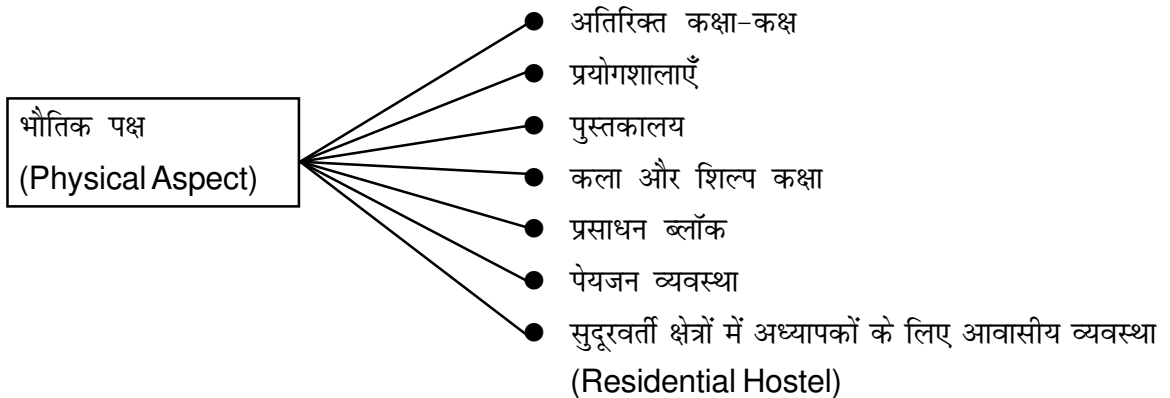 भौतिक पक्ष
(Physical Aspect)
अतिरिक्त कक्षा-कक्ष
प्रयोगशालाएँ
पुस्तकालय
कला और शिल्प कक्षा
प्रसाधन ब्लॉक
पेयजन व्यवस्था
सुदूरवर्ती क्षेत्रों में अध्यापकों के लिए आवासीय व्यवस्था
(Residential Hostel)